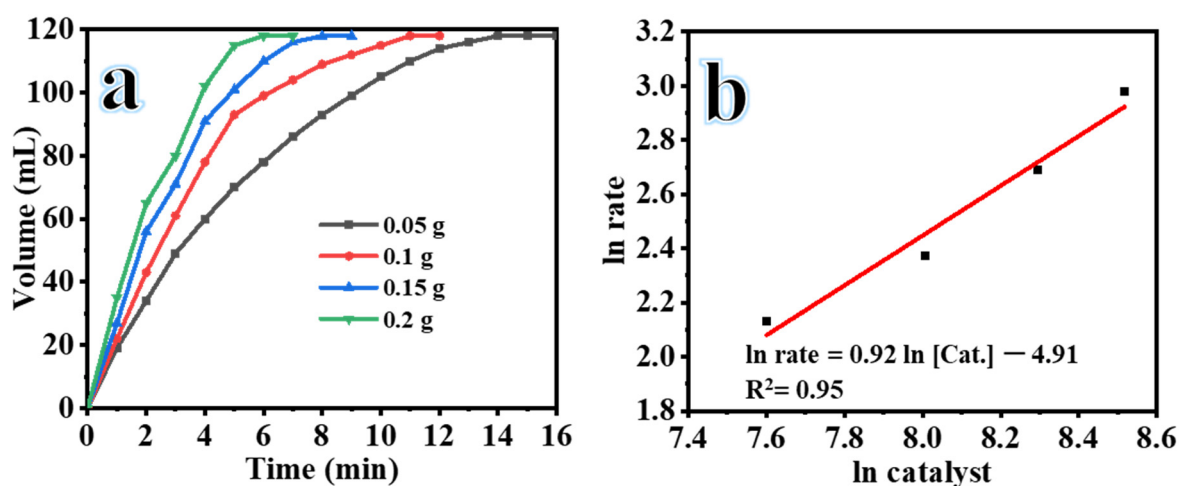 a
Volume (mL)
120
100
80
60
40
20
0
0 2 4 6 8 10 12 14 16
Time (min)
0.05 g
0.1 g
0.15 g
0.2 g
b
ln rate
3.2
3.0
2.8
2.6
2.4
2.2
2.0
1.8
7.4 7.6 7.8 8.0 8.2 8.4 8.6
ln catalyst
ln rate = 0.92 ln [Cat.] － 4.91
R²= 0.95